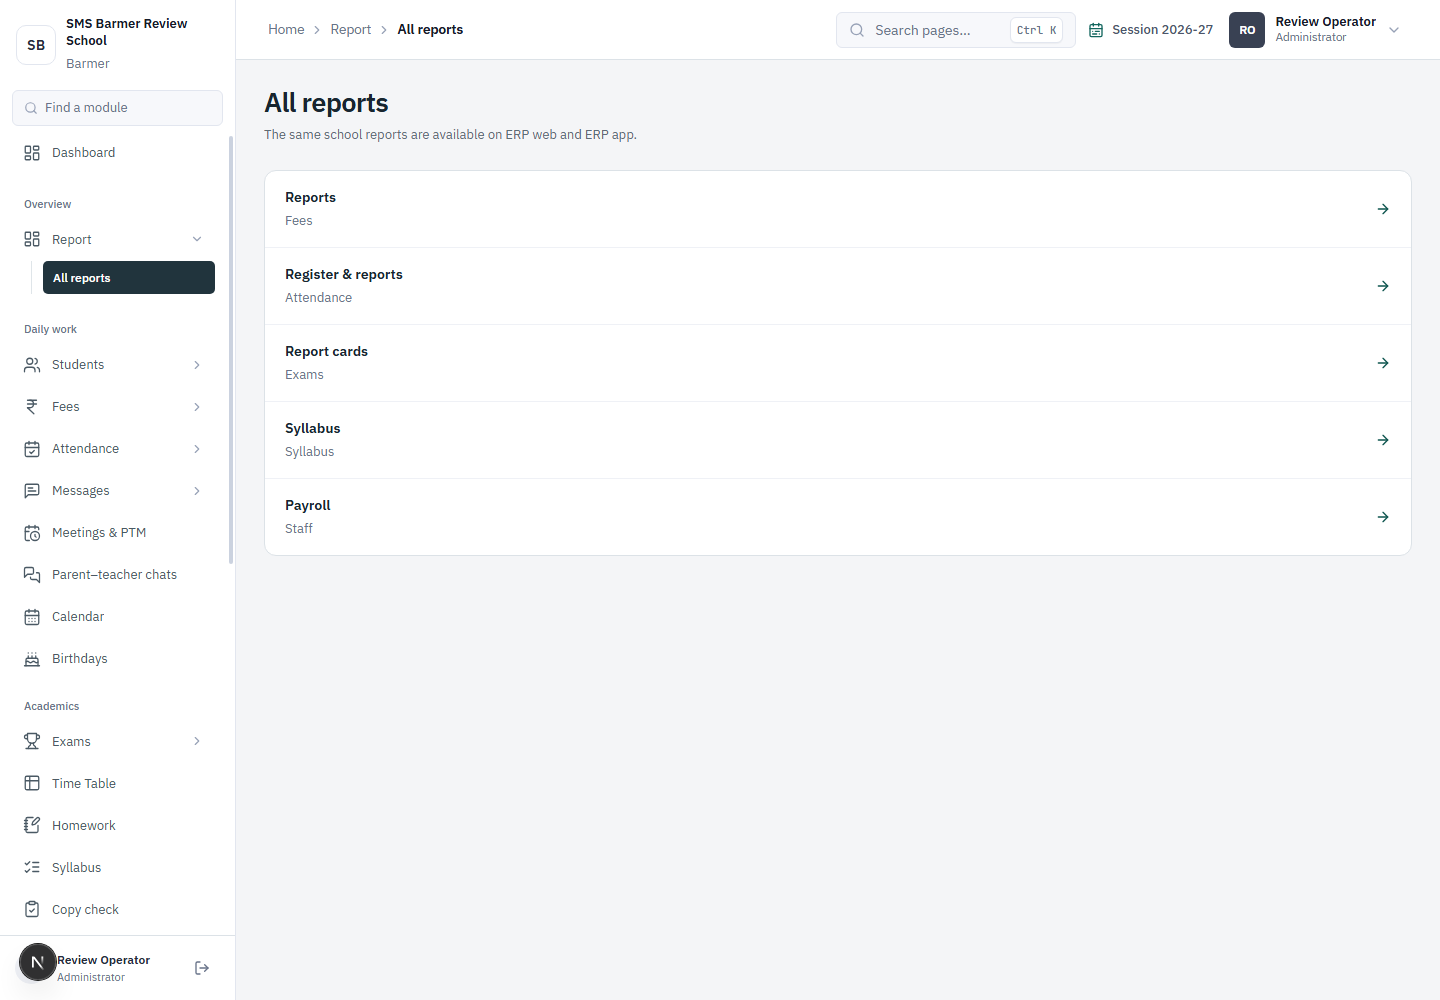 SB
SMS Barmer Review
School
Barmer
Find a module
Dashboard
Overview
Report
All reports
Daily work
Students
Fees
Attendance
Messages
Meetings & PTM
Parent–teacher chats
Calendar
Birthdays
Academics
Exams
Time Table
Homework
Syllabus
Copy check
N
Review Operator
Administrator
Home
Report
All reports
Search pages...
Ctrl K
Session 2026-27
RO
Review Operator
Administrator
All reports
The same school reports are available on ERP web and ERP app.
Reports
Fees
Register & reports
Attendance
Report cards
Exams
Syllabus
Syllabus
Payroll
Staff